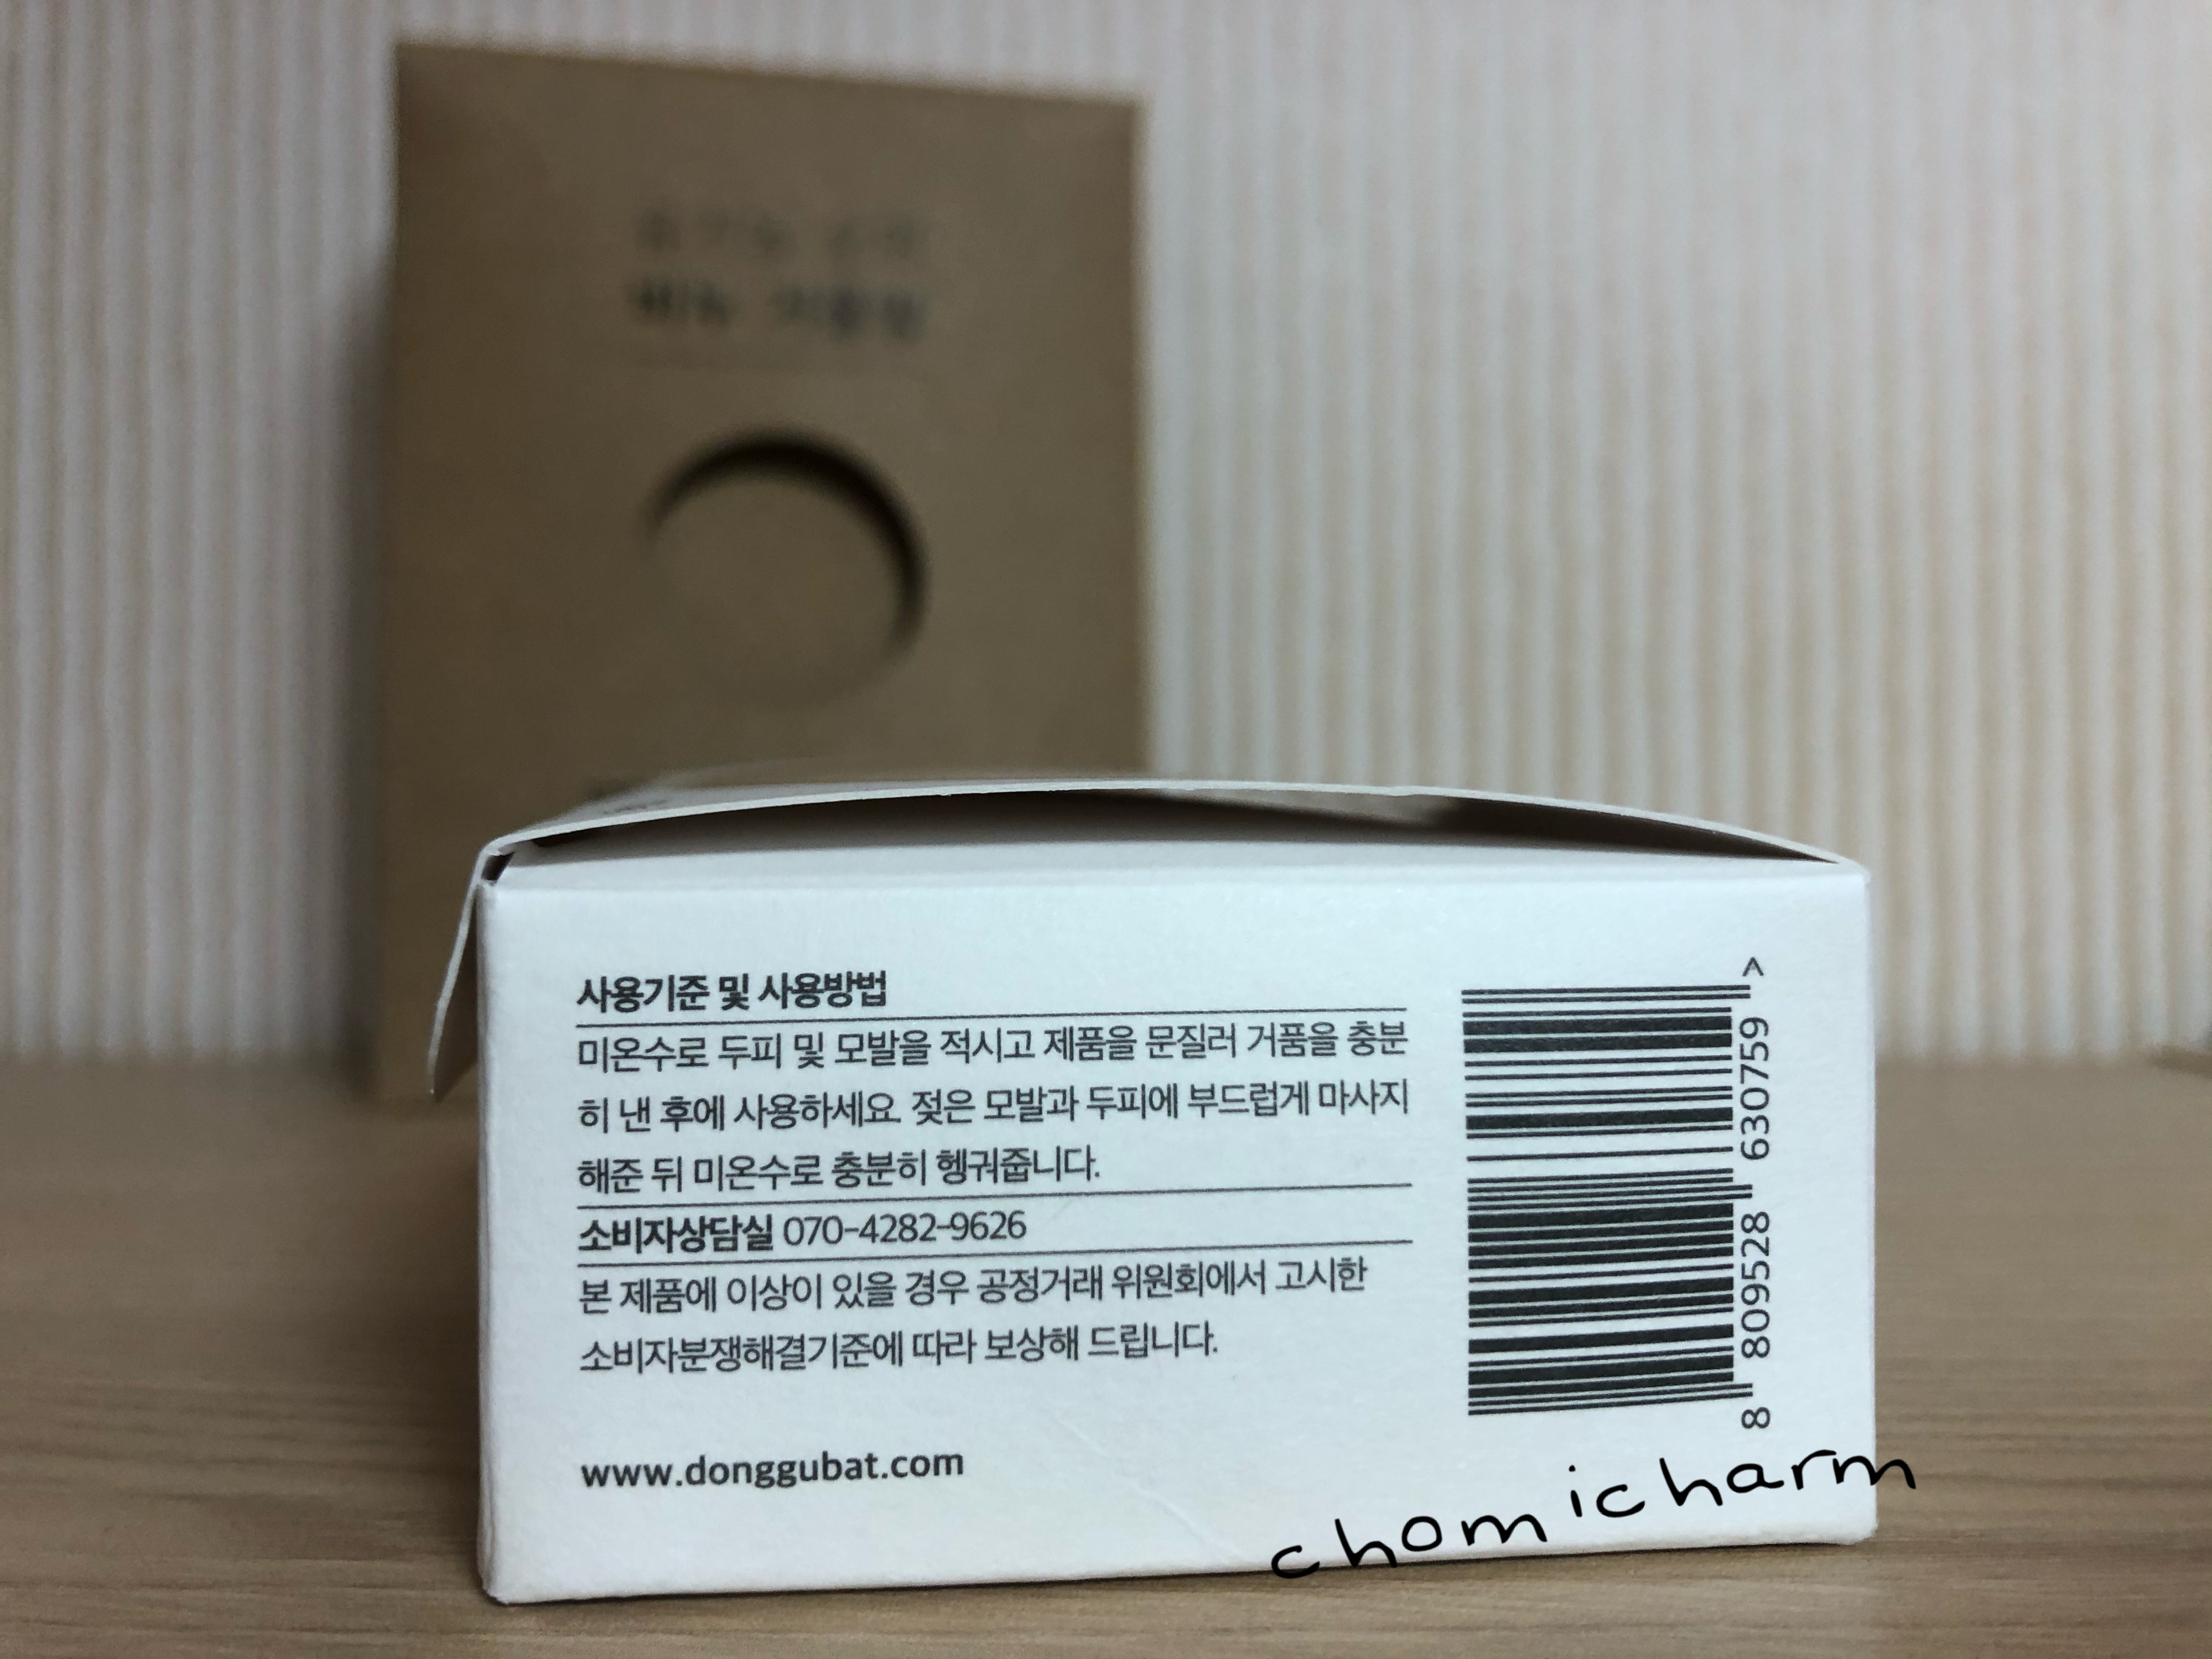 비누 거품망
사용기준 및 사용방법
미온수로 두피 및 모발을 적시고 제품을 문질러 거품을 충분
히 낸 후에 사용하세요. 젖은 모발과 두피에 부드럽게 마사지
해준 뒤 미온수로 충분히 헹궈줍니다.
소비자상담실 070-4282-9626
본 제품에 이상이 있을 경우 공정거래 위원회에서 고시한
소비자분쟁해결기준에 따라 보상해 드립니다.
www.donggubat.com
8 809528 630759 >
chomicharm